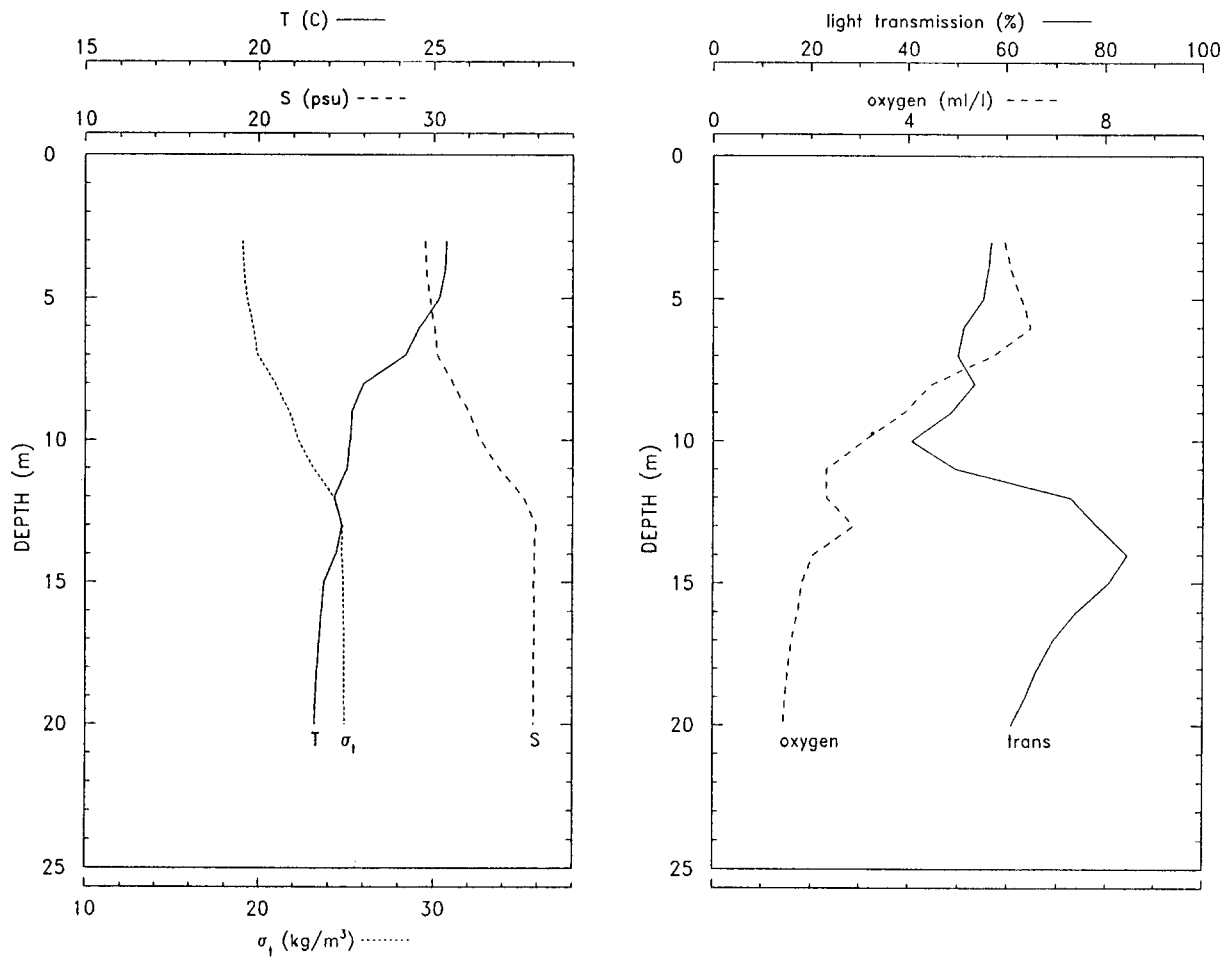 T (C)
15 20 25
S (psu)
10 20 30
0
5
10
15
20
25
DEPTH (m)
T σt S
10 20 30
σt (kg/m³)
light transmission (%)
0 20 40 60 80 100
oxygen (ml/l)
0 4 8
0
5
10
15
20
25
DEPTH (m)
oxygen trans